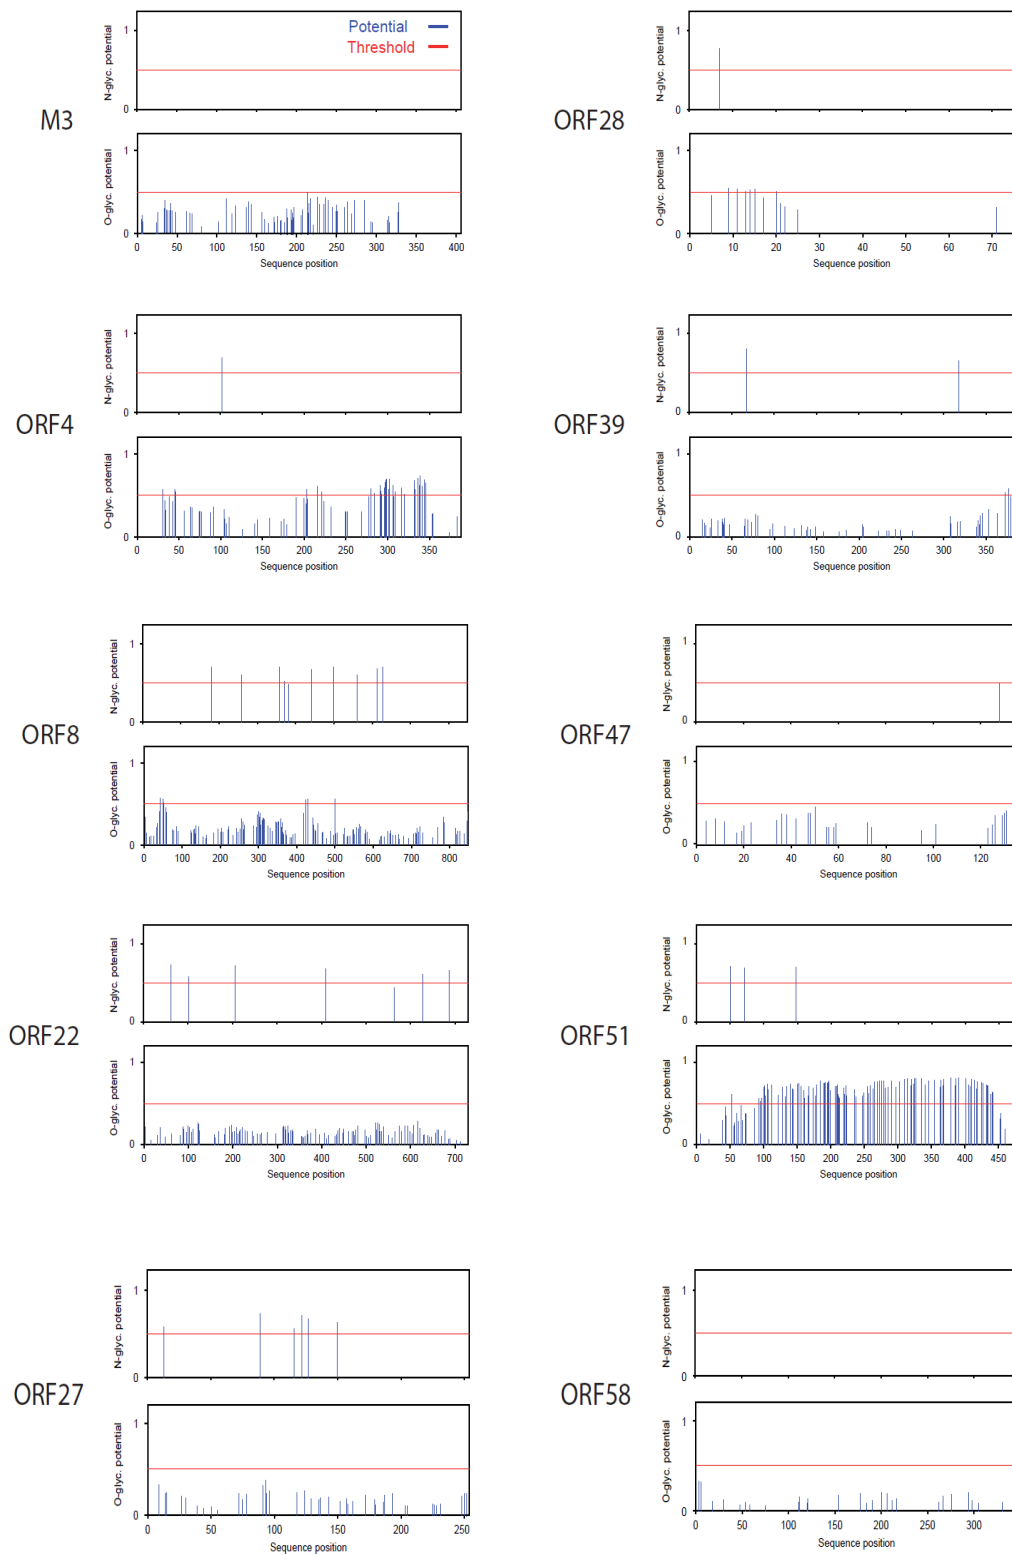 M3
N-glyc. potential
1
0
Potential
Threshold
O-glyc. potential
1
0
0 50 100 150 200 250 300 350 400
Sequence position
ORF28
N-glyc. potential
1
0
O-glyc. potential
1
0
0 10 20 30 40 50 60 70
Sequence position
ORF4
N-glyc. potential
1
0
O-glyc. potential
1
0
0 50 100 150 200 250 300 350
Sequence position
ORF39
N-glyc. potential
1
0
O-glyc. potential
1
0
0 50 100 150 200 250 300 350
Sequence position
ORF8
N-glyc. potential
1
0
O-glyc. potential
1
0
0 100 200 300 400 500 600 700 800
Sequence position
ORF47
N-glyc. potential
1
0
O-glyc. potential
1
0
0 20 40 60 80 100 120
Sequence position
ORF22
N-glyc. potential
1
0
O-glyc. potential
1
0
0 100 200 300 400 500 600 700
Sequence position
ORF51
N-glyc. potential
1
0
O-glyc. potential
1
0
0 50 100 150 200 250 300 350 400 450
Sequence position
ORF27
N-glyc. potential
1
0
O-glyc. potential
1
0
0 50 100 150 200 250
Sequence position
ORF58
N-glyc. potential
1
0
O-glyc. potential
1
0
0 50 100 150 200 250 300
Sequence position